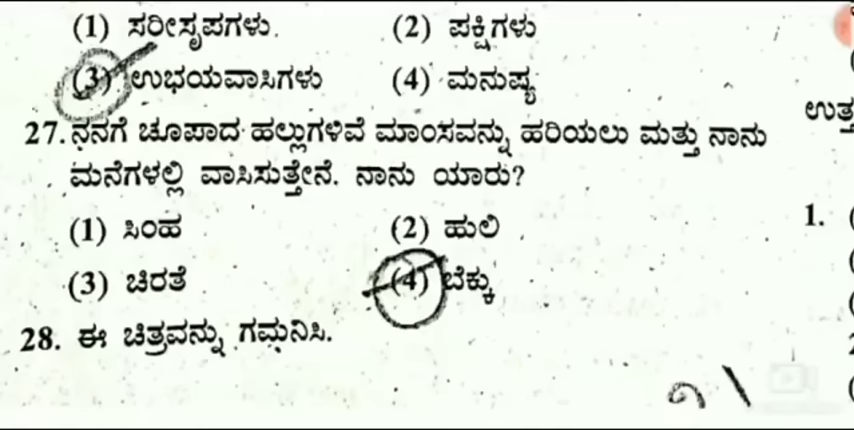 (1) ಸರೀಸೃಪಗಳು. (2) ಪಕ್ಷಿಗಳು
(3) ಉಭಯವಾಸಿಗಳು (4) ಮನುಷ್ಯ
27. ನನಗೆ ಚೂಪಾದ ಹಲ್ಲುಗಳಿವೆ ಮಾಂಸವನ್ನು ಹರಿಯಲು ಮತ್ತು ನಾನು
ಮನೆಗಳಲ್ಲಿ ವಾಸಿಸುತ್ತೇನೆ. ನಾನು ಯಾರು?
(1) ಸಿಂಹ (2) ಹುಲಿ
(3) ಚಿರತೆ (4) ಬೆಕ್ಕು
28. ಈ ಚಿತ್ರವನ್ನು ಗಮನಿಸಿ.
1.